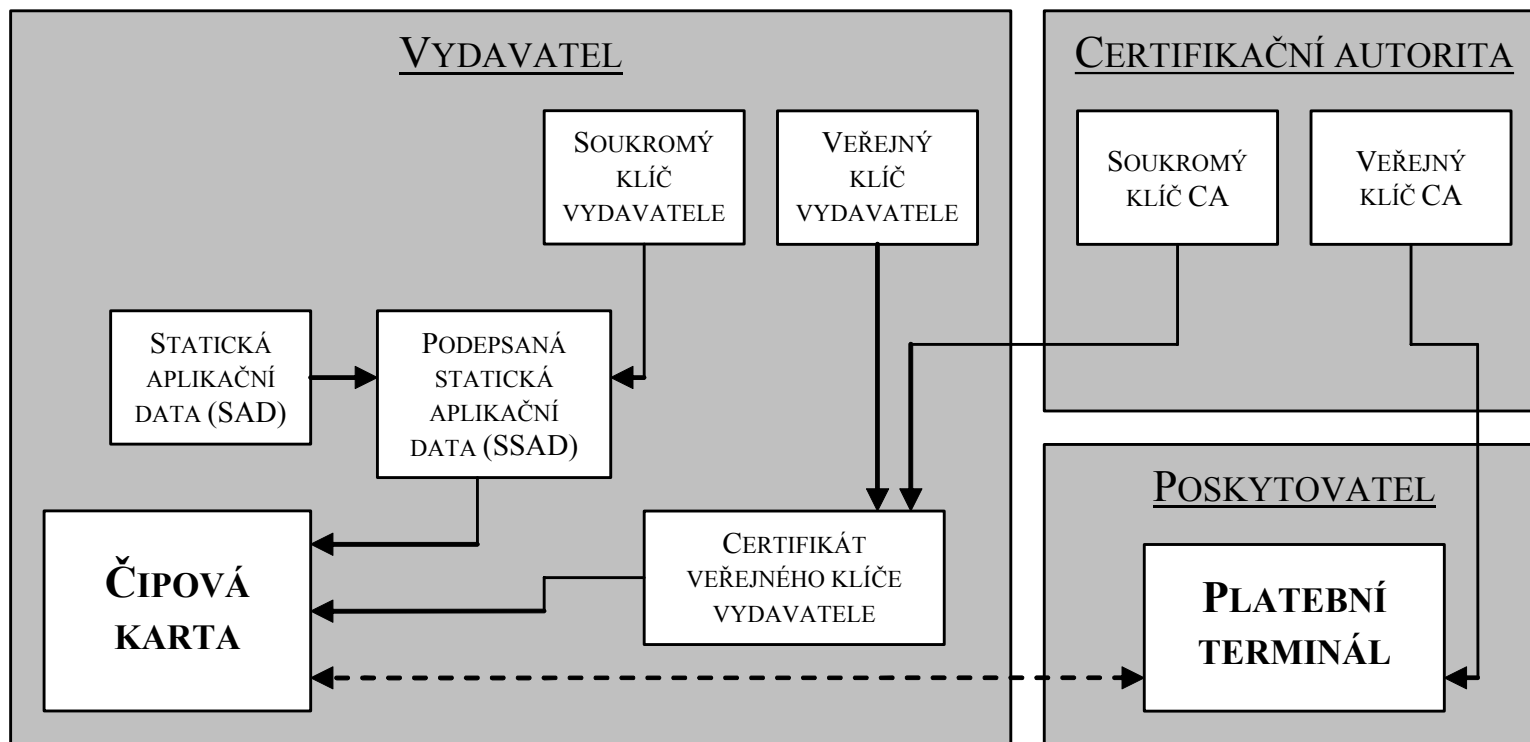 VYDAVATEL
SOUKROMÝ
KLÍČ
VYDAVATELE
VEŘEJNÝ
KLÍČ
VYDAVATELE
STATICKÁ
APLIKAČNÍ
DATA (SAD)
PODEPSANÁ
STATICKÁ
APLIKAČNÍ
DATA (SSAD)
ČIPOVÁ
KARTA
CERTIFIKÁT
VEŘEJNÉHO KLÍČE
VYDAVATELE
CERTIFIKAČNÍ AUTORITA
SOUKROMÝ
KLÍČ CA
VEŘEJNÝ
KLÍČ CA
POSKYTOVATEL
PLATEBNÍ
TERMINÁL